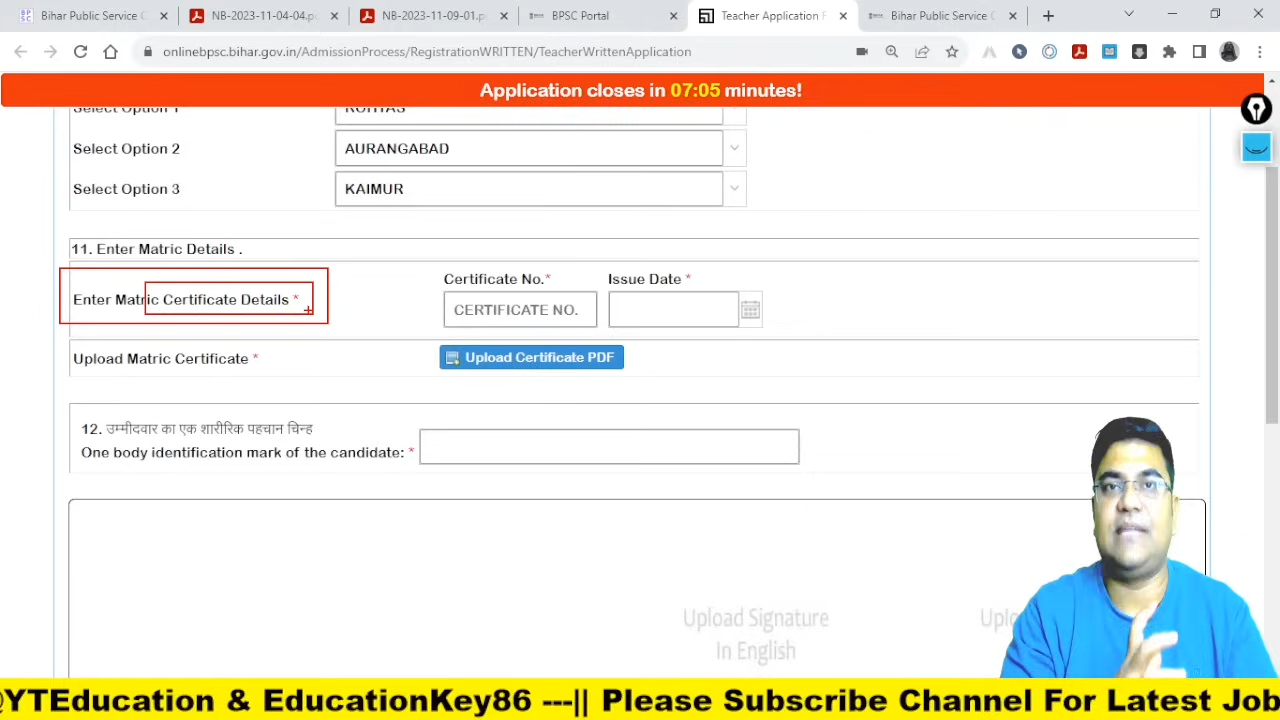 Bihar Public Service C
NB-2023-11-04-04.p
NB-2023-11-09-01.p
BPSC Portal
Teacher Application F
Bihar Public Service C
onlinebpsc.bihar.gov.in/AdmissionProcess/RegistrationWRITTEN/TeacherWrittenApplication
Application closes in 07:05 minutes!
Select Option 1 ROHTAS
Select Option 2 AURANGABAD
Select Option 3 KAIMUR
11. Enter Matric Details .
Certificate No.* Issue Date *
Enter Matric Certificate Details * CERTIFICATE NO.
Upload Matric Certificate * Upload Certificate PDF
12. उम्मीदवार का एक शारीरिक पहचान चिन्ह
One body identification mark of the candidate: *
Upload Signature
In English
@YTEducation & EducationKey86 ---|| Please Subscribe Channel For Latest Job